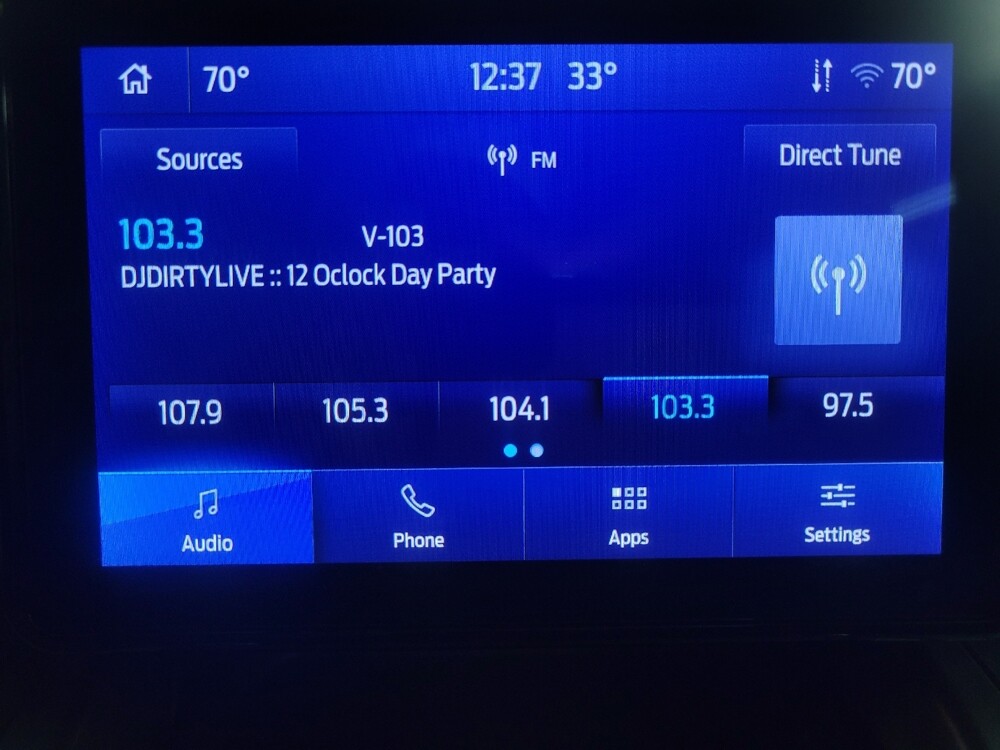 70° 12:37 33° 70°
Sources FM Direct Tune
103.3 V-103
DJDIRTYLIVE :: 12 Oclock Day Party
107.9 105.3 104.1 103.3 97.5
Audio Phone Apps Settings